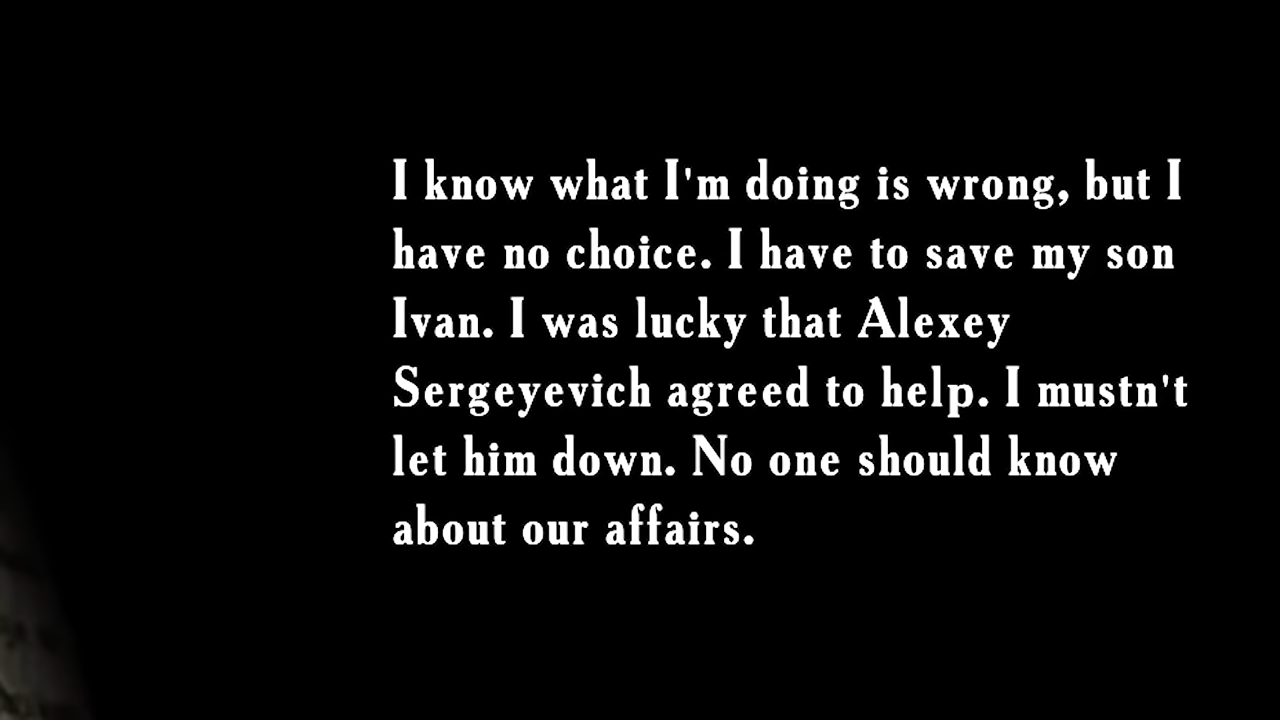 I know what I'm doing is wrong, but I
have no choice. I have to save my son
Ivan. I was lucky that Alexey
Sergeyevich agreed to help. I mustn't
let him down. No one should know
about our affairs.